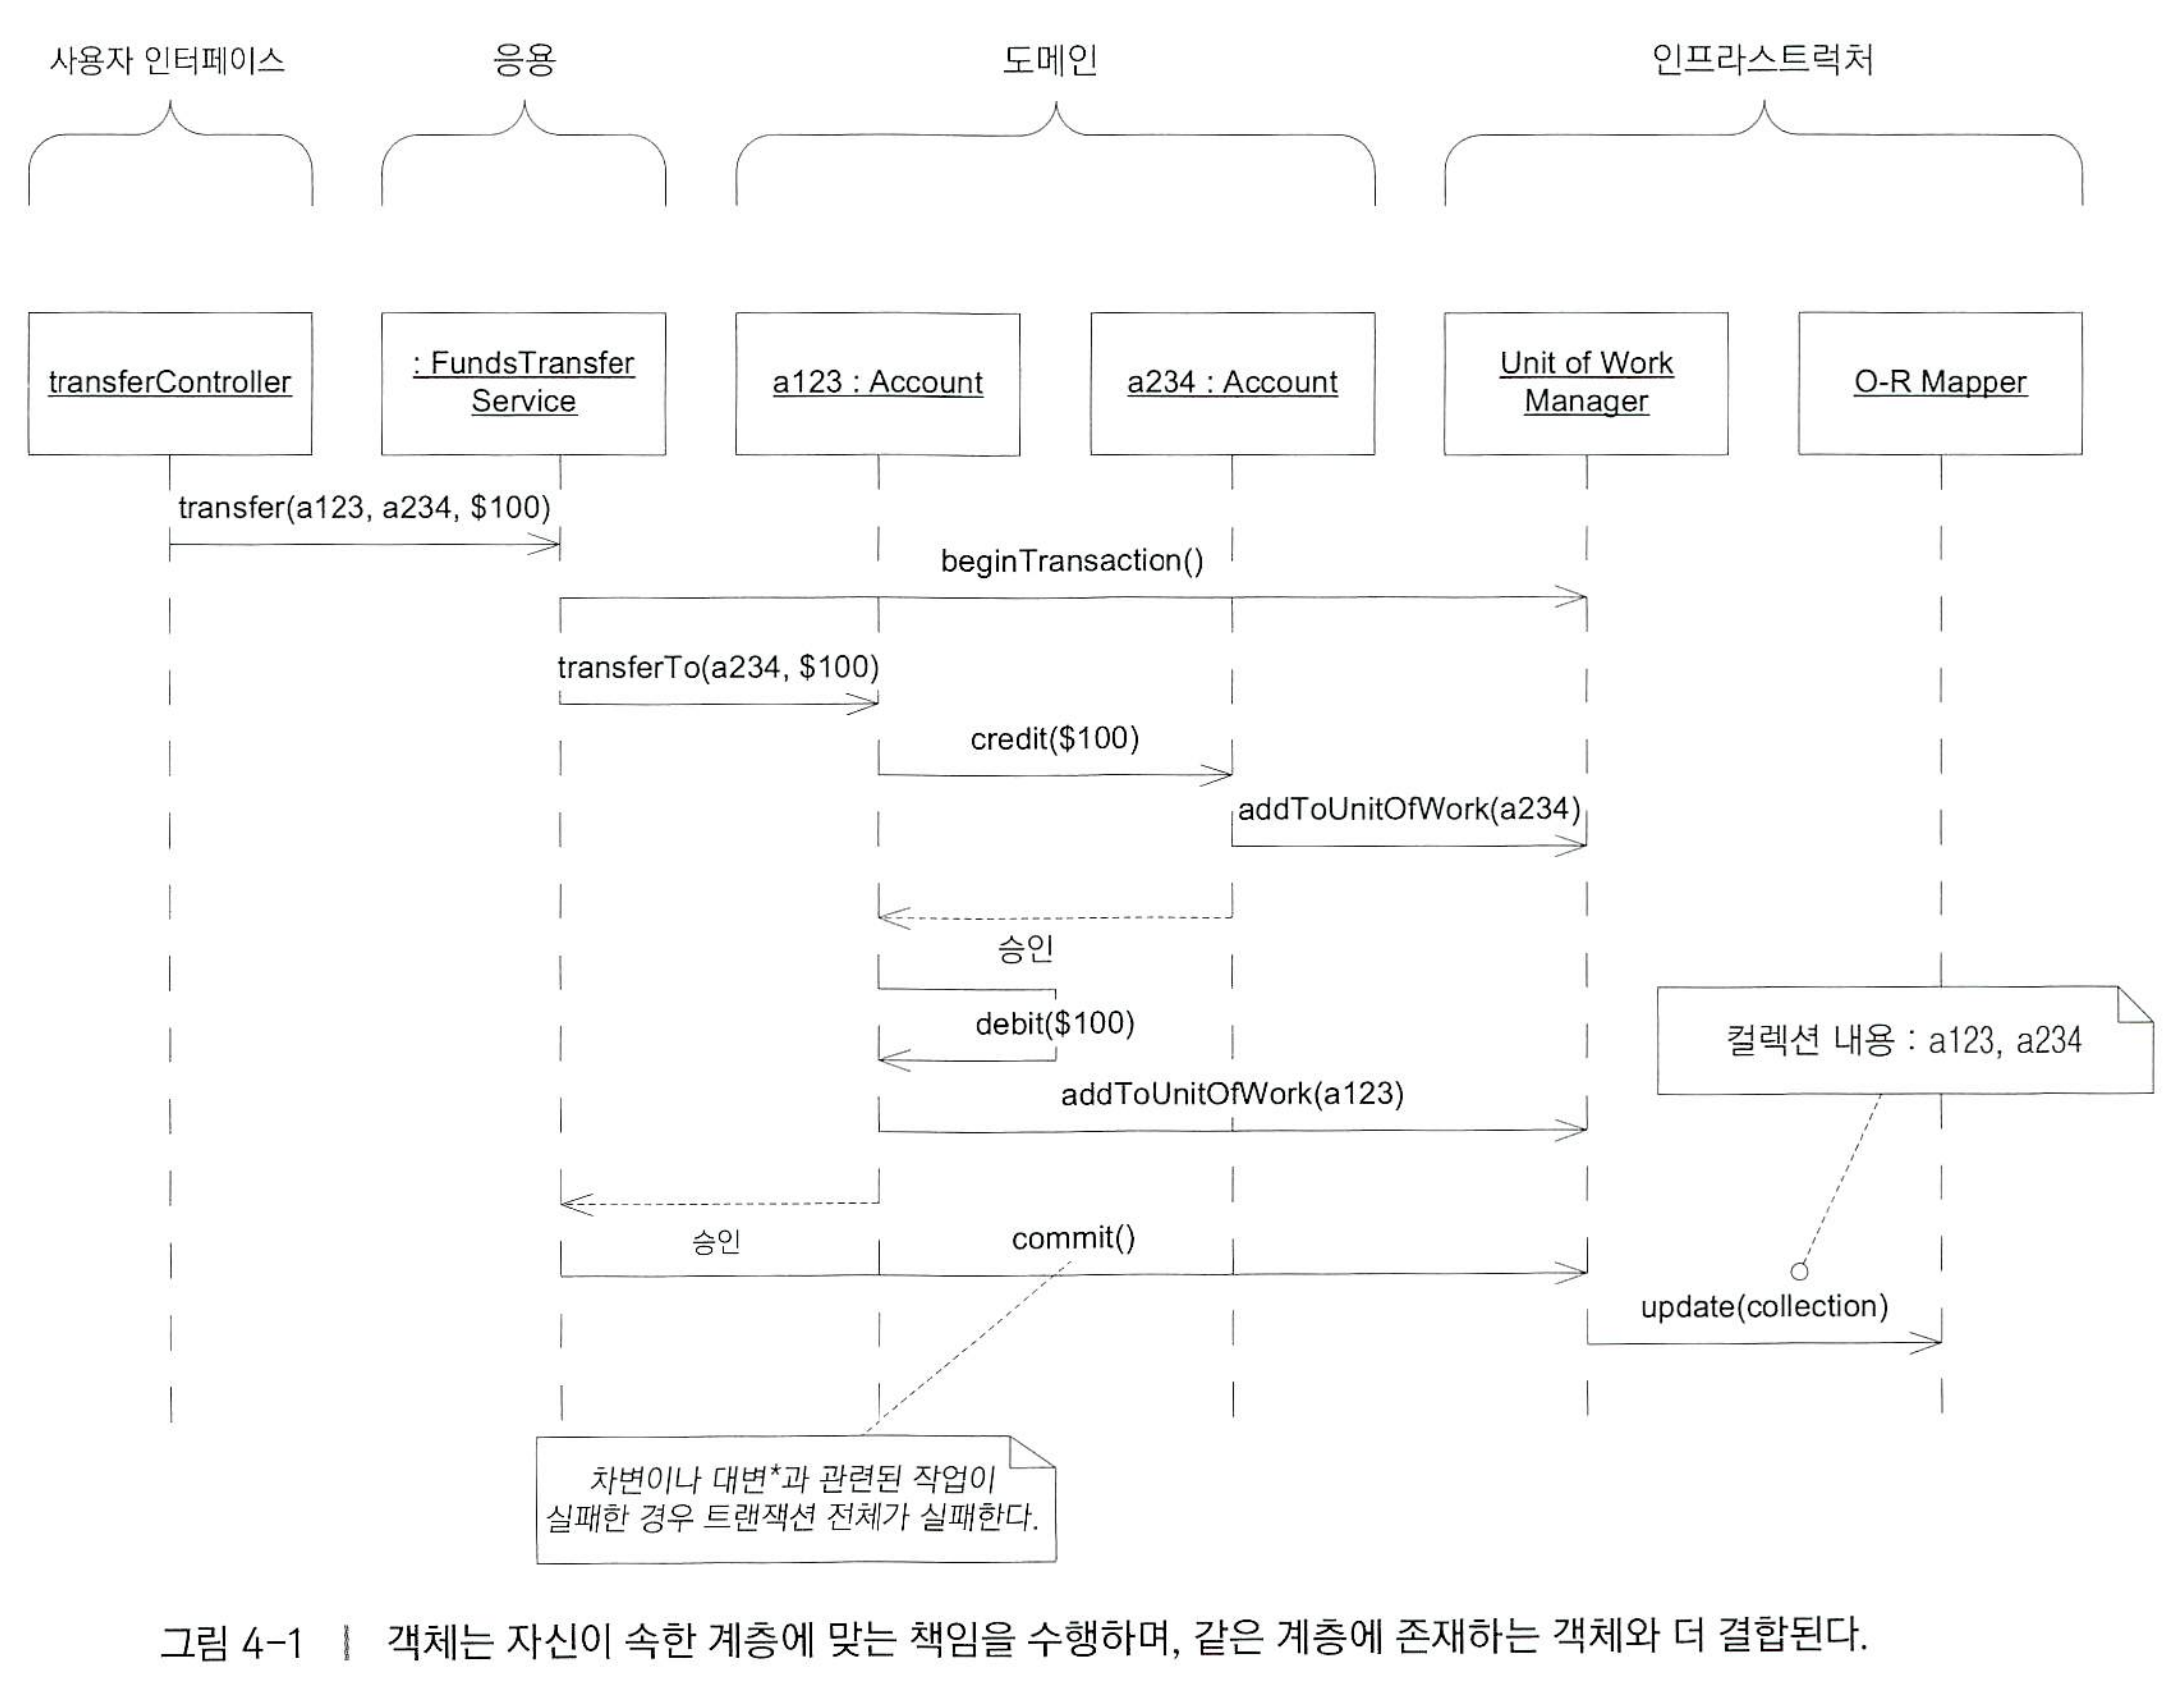 사용자 인터페이스
응용
도메인
인프라스트럭처
transferController
: FundsTransfer
Service
a123 : Account
a234 : Account
Unit of Work
Manager
O-R Mapper
transfer(a123, a234, $100)
beginTransaction()
transferTo(a234, $100)
credit($100)
addToUnitOfWork(a234)
승인
debit($100)
컬렉션 내용 : a123, a234
addToUnitOfWork(a123)
승인
commit()
update(collection)
차변이나 대변*과 관련된 작업이
실패한 경우 트랜잭션 전체가 실패한다.
그림 4-1 객체는 자신이 속한 계층에 맞는 책임을 수행하며, 같은 계층에 존재하는 객체와 더 결합된다.